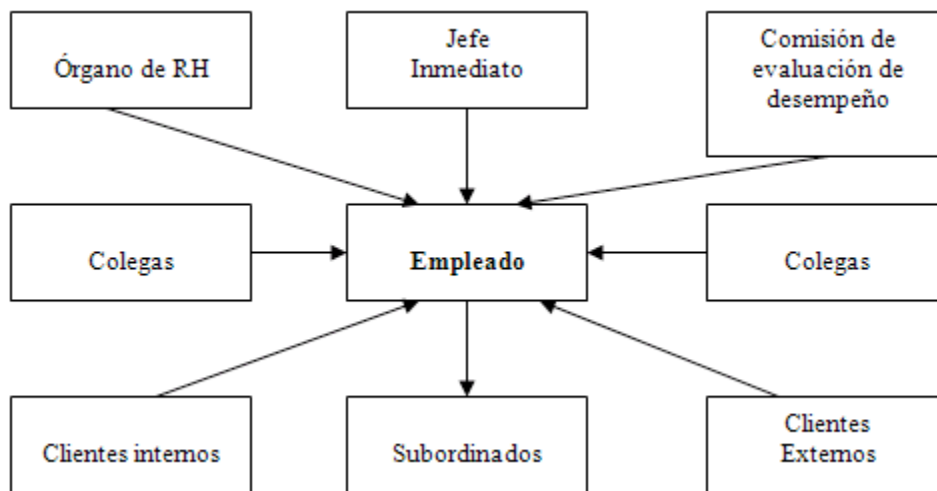 Órgano de RH
Jefe
Inmediato
Comisión de
evaluación de
desempeño
Colegas
Empleado
Colegas
Clientes internos
Subordinados
Clientes
Externos